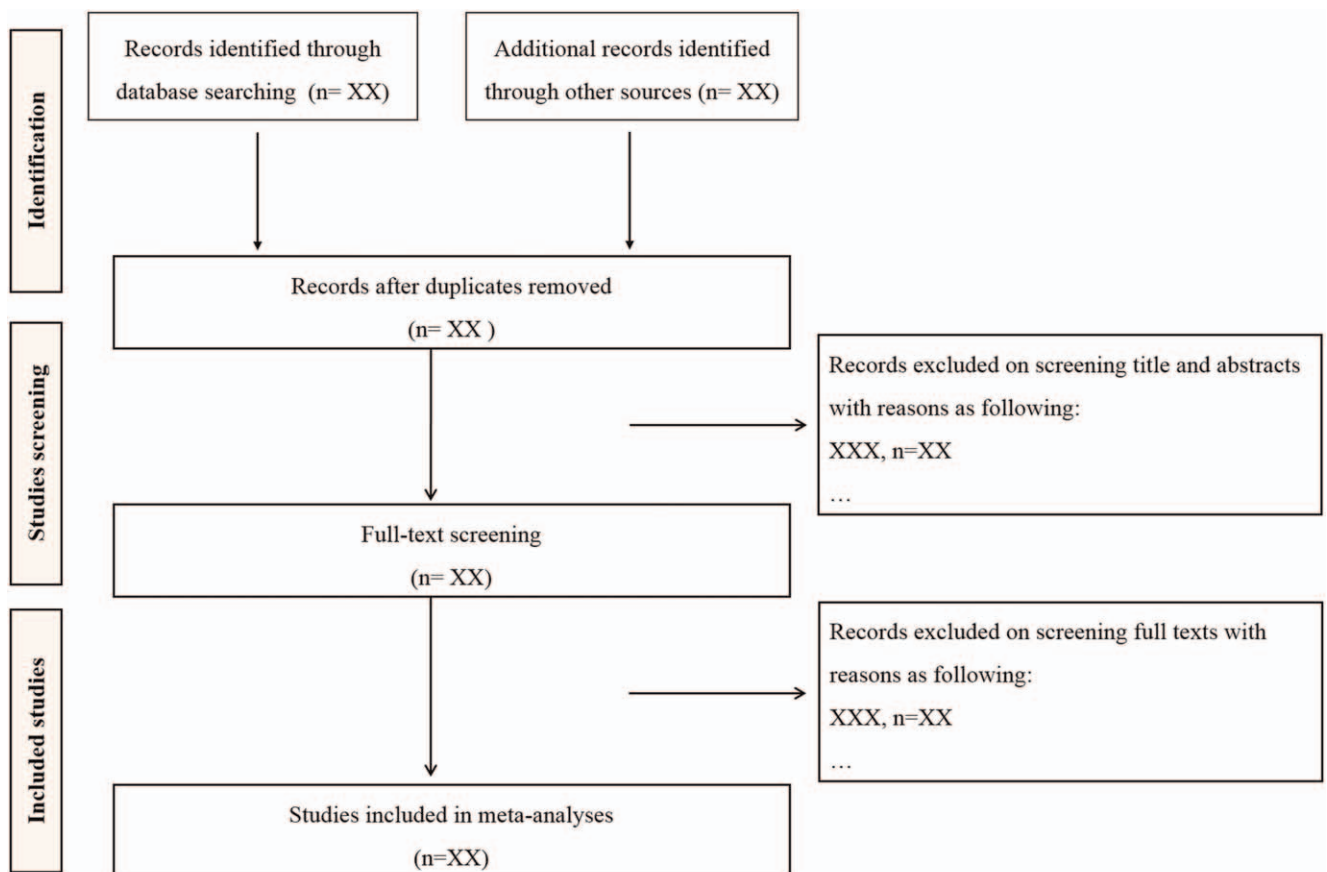 Identification
Records identified through
database searching  (n= XX)
Additional records identified
through other sources (n= XX)
Records after duplicates removed
(n= XX )
Studies screening
Records excluded on screening title and abstracts
with reasons as following:
XXX, n=XX
…
Full-text screening
(n= XX)
Included studies
Records excluded on screening full texts with
reasons as following:
XXX, n=XX
…
Studies included in meta-analyses
(n=XX)